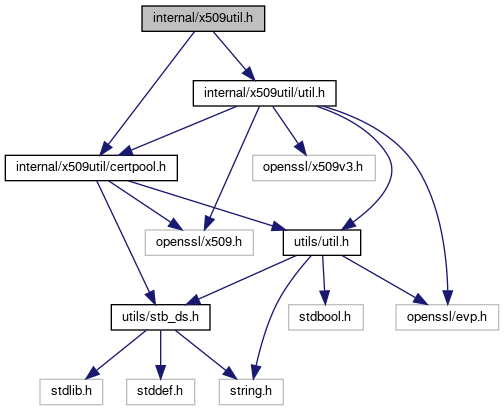 internal/x509util.h
internal/x509util/util.h
internal/x509util/certpool.h
openssl/x509v3.h
openssl/x509.h
utils/util.h
utils/stb_ds.h
stdbool.h
openssl/evp.h
stdlib.h
stddef.h
string.h